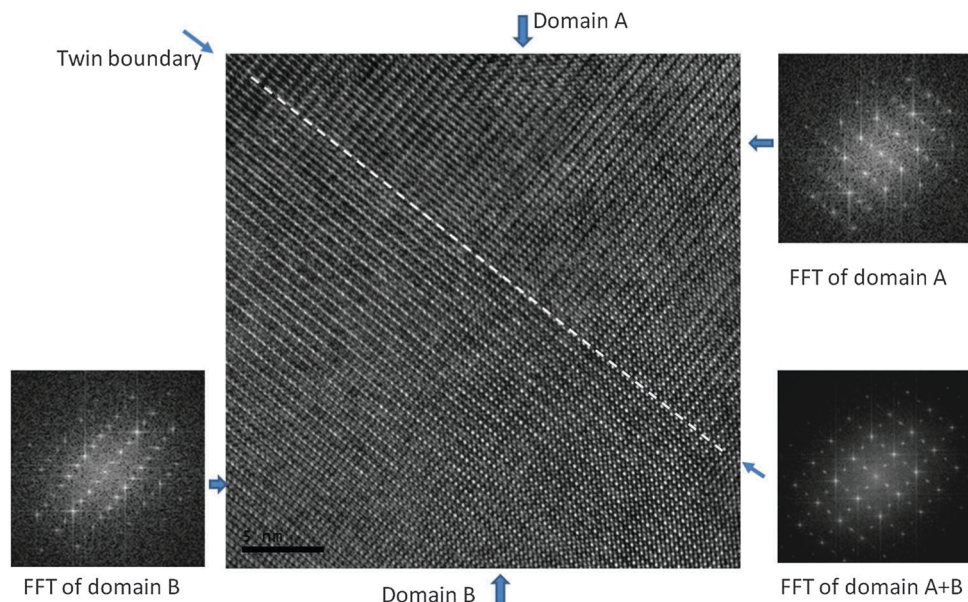 Domain A
Twin boundary
FFT of domain A
5 nm
FFT of domain B
Domain B
FFT of domain A+B